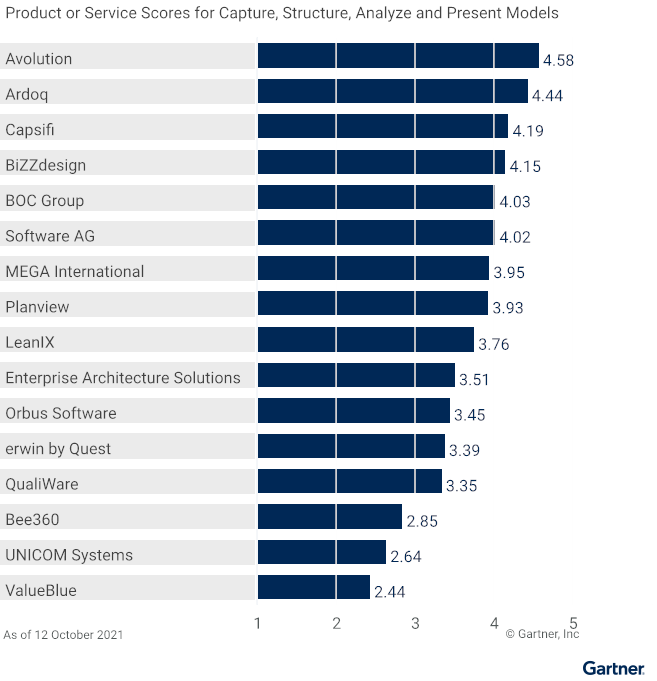 Product or Service Scores for Capture, Structure, Analyze and Present Models
Avolution 4.58
Ardoq 4.44
Capsifi 4.19
BiZZdesign 4.15
BOC Group 4.03
Software AG 4.02
MEGA International 3.95
Planview 3.93
LeanIX 3.76
Enterprise Architecture Solutions 3.51
Orbus Software 3.45
erwin by Quest 3.39
QualiWare 3.35
Bee360 2.85
UNICOM Systems 2.64
ValueBlue 2.44
1 2 3 4 5
As of 12 October 2021 © Gartner, Inc
Gartner